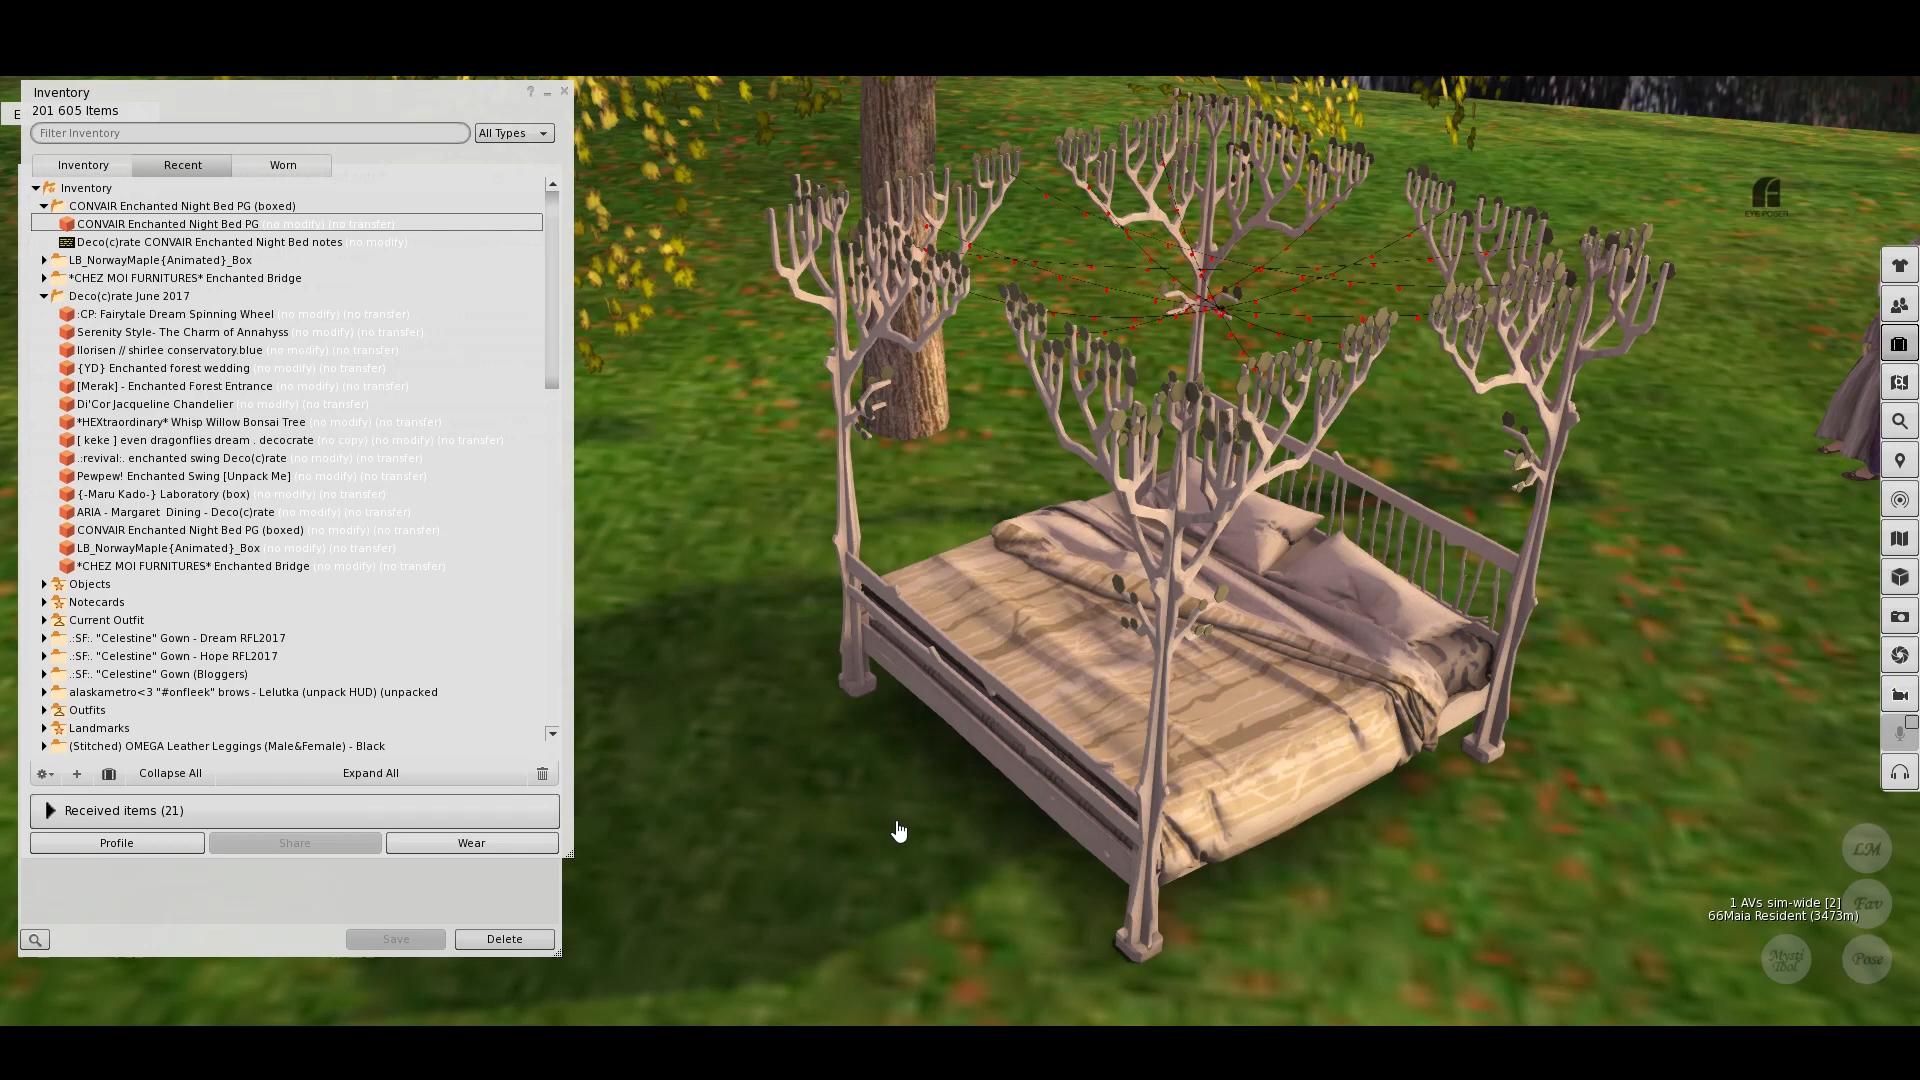 Inventory
201 605 Items
Filter Inventory
All Types
Inventory Recent Worn
Inventory
CONVAIR Enchanted Night Bed PG (boxed)
CONVAIR Enchanted Night Bed PG (no modify) (no transfer)
Deco(c)rate CONVAIR Enchanted Night Bed notes (no modify)
LB_NorwayMaple{Animated}_Box
*CHEZ MOI FURNITURES* Enchanted Bridge
Deco(c)rate June 2017
:CP: Fairytale Dream Spinning Wheel (no modify) (no transfer)
Serenity Style- The Charm of Annahyss (no modify) (no transfer)
llorisen // shirlee conservatory.blue (no modify) (no transfer)
{YD} Enchanted forest wedding (no modify) (no transfer)
[Merak] - Enchanted Forest Entrance (no modify) (no transfer)
Di'Cor Jacqueline Chandelier (no modify) (no transfer)
*HEXtraordinary* Whisp Willow Bonsai Tree (no modify) (no transfer)
[ keke ] even dragonflies dream . decocrate (no copy) (no modify) (no transfer)
.:revival:. enchanted swing Deco(c)rate (no modify) (no transfer)
Pewpew! Enchanted Swing [Unpack Me] (no modify) (no transfer)
{-Maru Kado-} Laboratory (box) (no modify) (no transfer)
ARIA - Margaret Dining - Deco(c)rate (no modify) (no transfer)
CONVAIR Enchanted Night Bed PG (boxed) (no modify) (no transfer)
LB_NorwayMaple{Animated}_Box (no modify) (no transfer)
*CHEZ MOI FURNITURES* Enchanted Bridge (no modify) (no transfer)
Objects
Notecards
Current Outfit
.:SF:. "Celestine" Gown - Dream RFL2017
.:SF:. "Celestine" Gown - Hope RFL2017
.:SF:. "Celestine" Gown (Bloggers)
alaskametro<3 "#onfleek" brows - Lelutka (unpack HUD) (unpacked
Outfits
Landmarks
(Stitched) OMEGA Leather Leggings (Male&Female) - Black
Collapse All Expand All
Received items (21)
Profile Share Wear
Save Delete
EYE POSER
LM
1 AVs sim-wide [2]
Fav
66Maia Resident (3473m)
Mysti
Tool
Pose